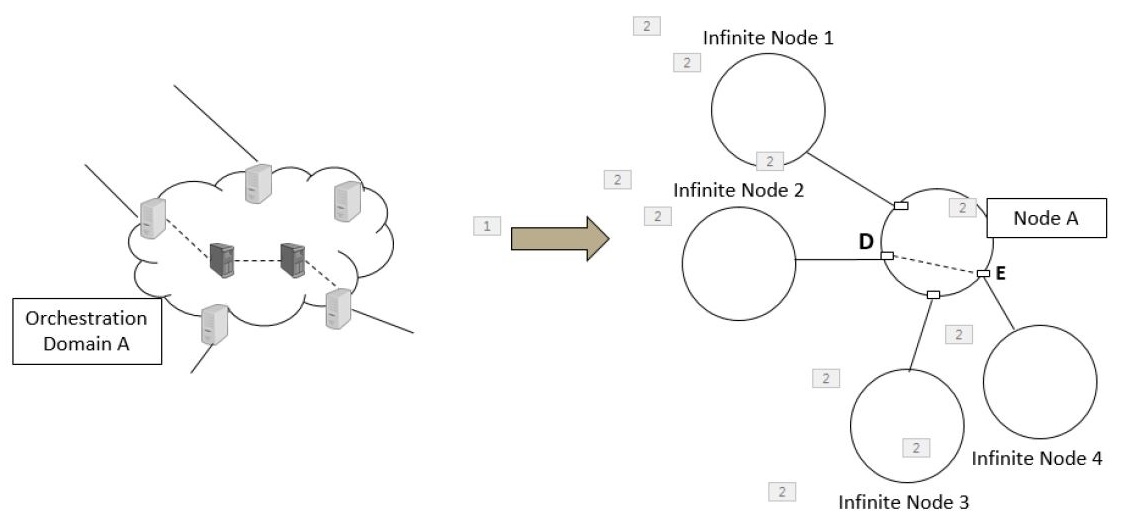 2
Infinite Node 1
2
2
2
Infinite Node 2
2
2
Node A
1
D
E
Orchestration
Domain A
2
2
2
Infinite Node 4
2
Infinite Node 3